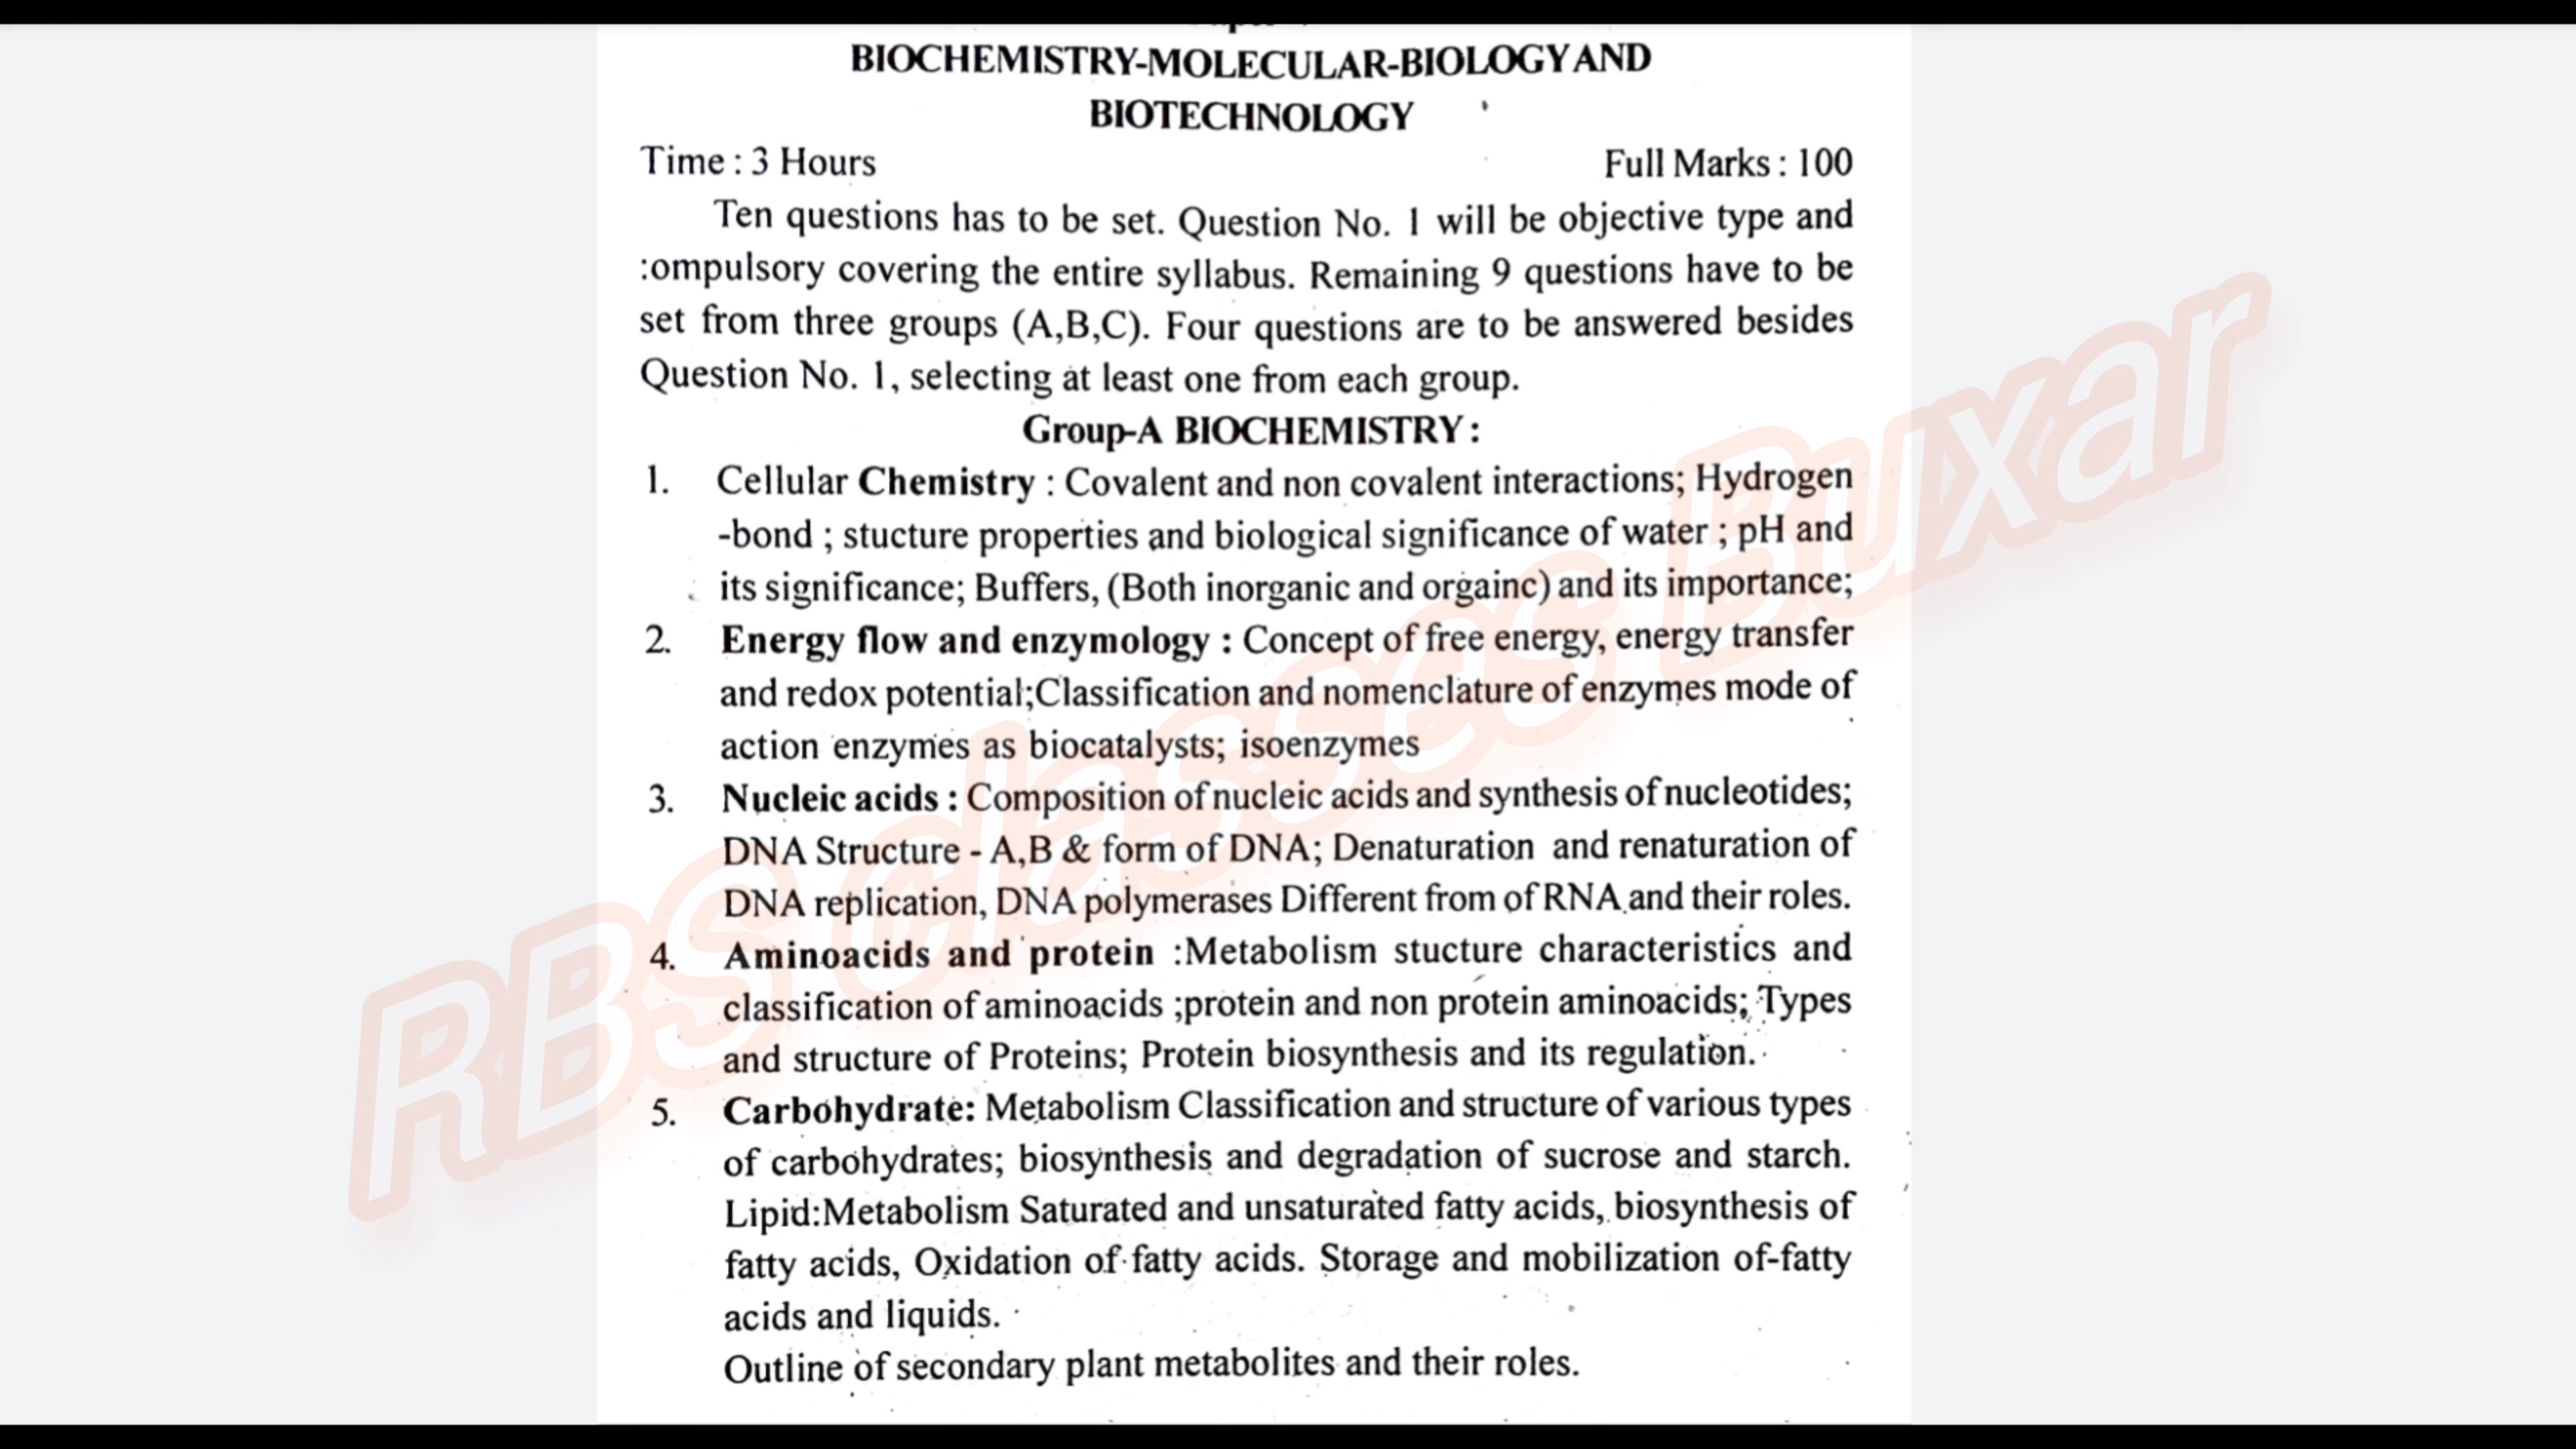 BIOCHEMISTRY-MOLECULAR-BIOLOGY AND
BIOTECHNOLOGY
Time : 3 Hours Full Marks : 100
Ten questions has to be set. Question No. 1 will be objective type and
:ompulsory covering the entire syllabus. Remaining 9 questions have to be
set from three groups (A,B,C). Four questions are to be answered besides
Question No. 1, selecting at least one from each group.
Group-A BIOCHEMISTRY :
1. Cellular Chemistry : Covalent and non covalent interactions; Hydrogen
-bond ; stucture properties and biological significance of water ; pH and
its significance; Buffers, (Both inorganic and orgainc) and its importance;
2. Energy flow and enzymology : Concept of free energy, energy transfer
and redox potential;Classification and nomenclature of enzymes mode of
action enzymes as biocatalysts; isoenzymes
3. Nucleic acids : Composition of nucleic acids and synthesis of nucleotides;
DNA Structure - A,B & form of DNA; Denaturation and renaturation of
DNA replication, DNA polymerases Different from of RNA and their roles.
4. Aminoacids and protein :Metabolism stucture characteristics and
classification of aminoacids ;protein and non protein aminoacids; Types
and structure of Proteins; Protein biosynthesis and its regulation.
5. Carbohydrate: Metabolism Classification and structure of various types
of carbohydrates; biosynthesis and degradation of sucrose and starch.
Lipid:Metabolism Saturated and unsaturated fatty acids, biosynthesis of
fatty acids, Oxidation of fatty acids. Storage and mobilization of-fatty
acids and liquids.
Outline of secondary plant metabolites and their roles.
RBS classes Buxar